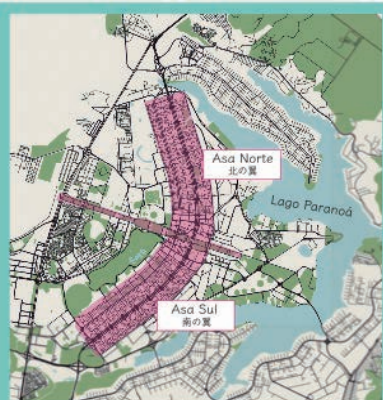 Asa Norte
北の翼
Lago Paranoá
Asa Sul
南の翼